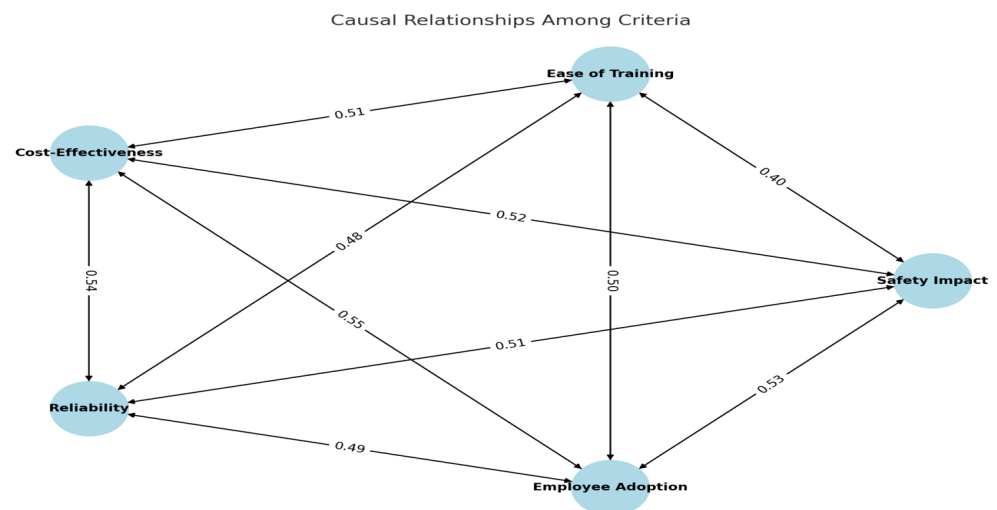 Causal Relationships Among Criteria
Ease of Training
0.51
Cost-Effectiveness
0.40
0.52
0.48
0.54
0.50
Safety Impact
0.55
0.51
0.53
Reliability
0.49
Employee Adoption